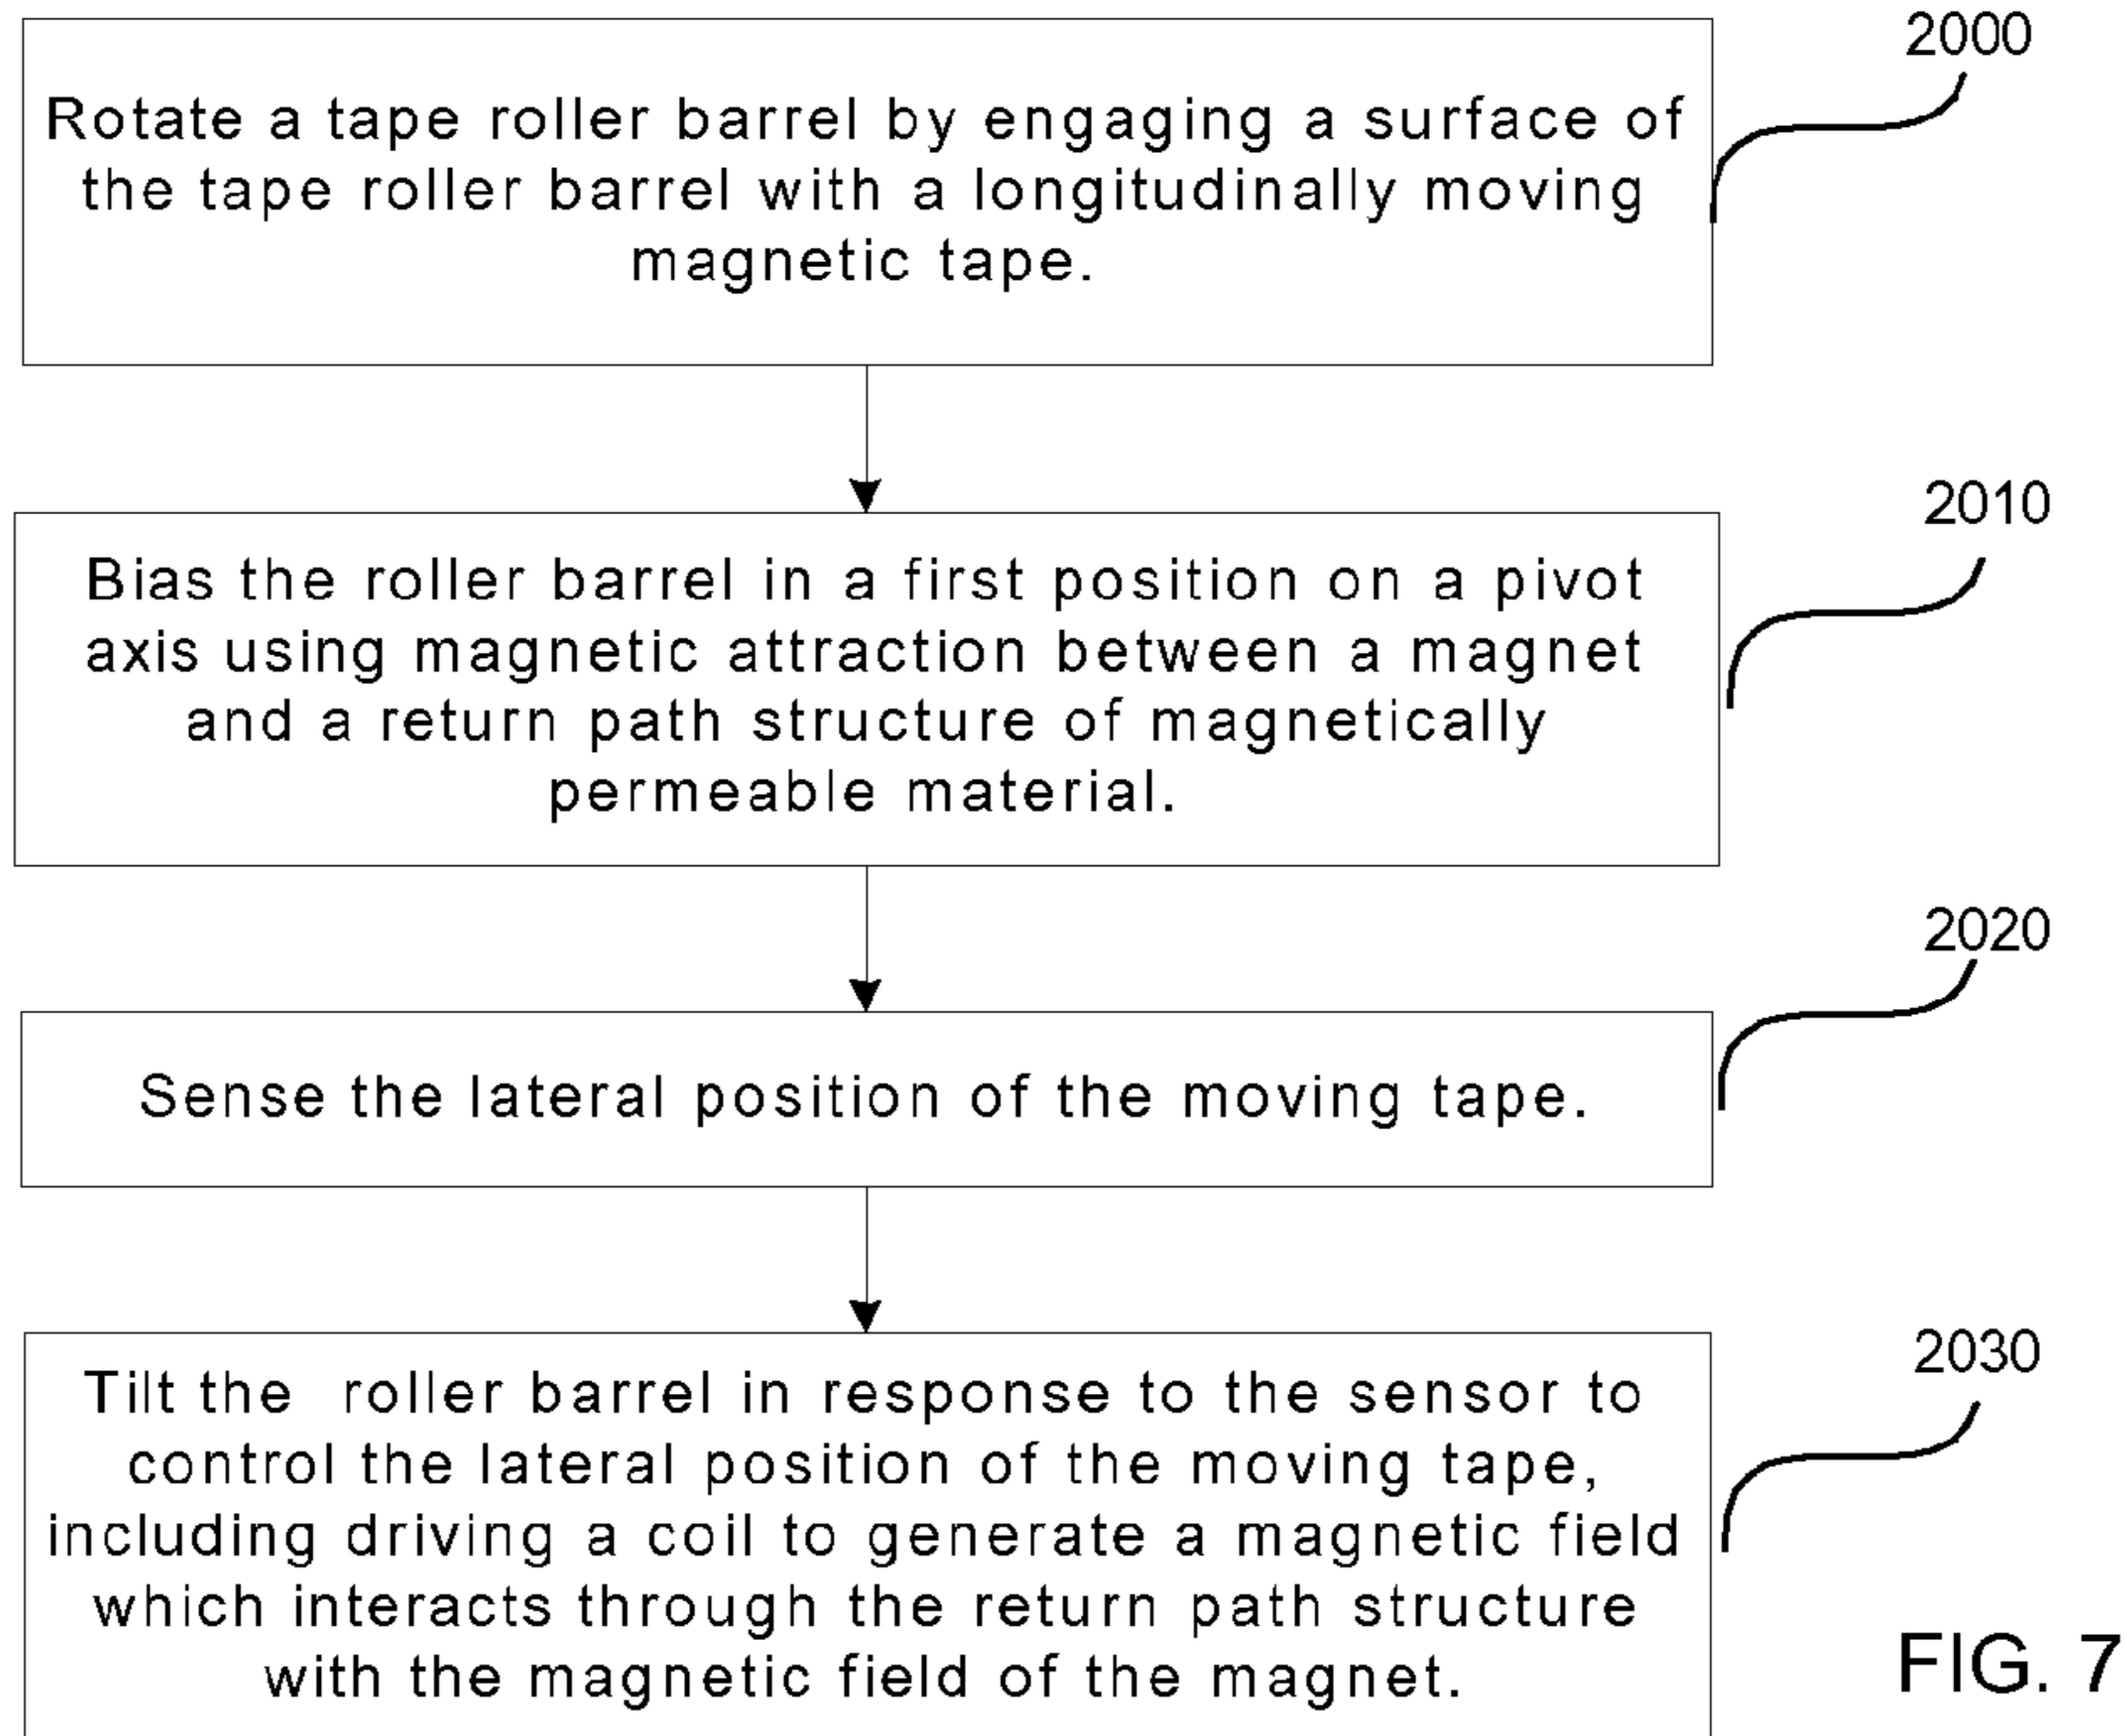 2000
Rotate a tape roller barrel by engaging a surface of
the tape roller barrel with a longitudinally moving
magnetic tape.
2010
Bias the roller barrel in a first position on a pivot
axis using magnetic attraction between a magnet
and a return path structure of magnetically
permeable material.
2020
Sense the lateral position of the moving tape.
2030
Tilt the roller barrel in response to the sensor to
control the lateral position of the moving tape,
including driving a coil to generate a magnetic field
which interacts through the return path structure
with the magnetic field of the magnet.
FIG. 7